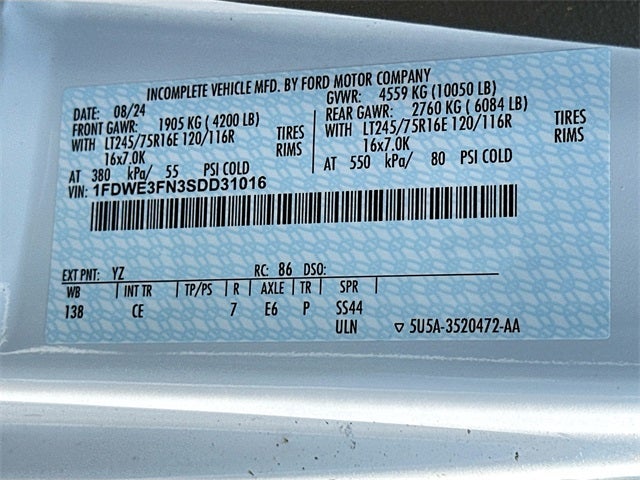 INCOMPLETE VEHICLE MFD. BY FORD MOTOR COMPANY
DATE: 08/24 GVWR: 4559 KG (10050 LB)
FRONT GAWR: 1905 KG (4200 LB) REAR GAWR: 2760 KG (6084 LB)
WITH LT245/75R16E 120/116R TIRES WITH LT245/75R16E 120/116R TIRES
16x7.0K RIMS 16x7.0K RIMS
AT 380 kPa/ 55 PSI COLD AT 550 kPa/ 80 PSI COLD
VIN: 1FDWE3FN3SDD31016
EXT PNT: YZ RC: 86 DSO:
WB INT TR TP/PS R AXLE TR SPR
138 CE 7 E6 P SS44
ULN ▽ 5U5A-3520472-AA